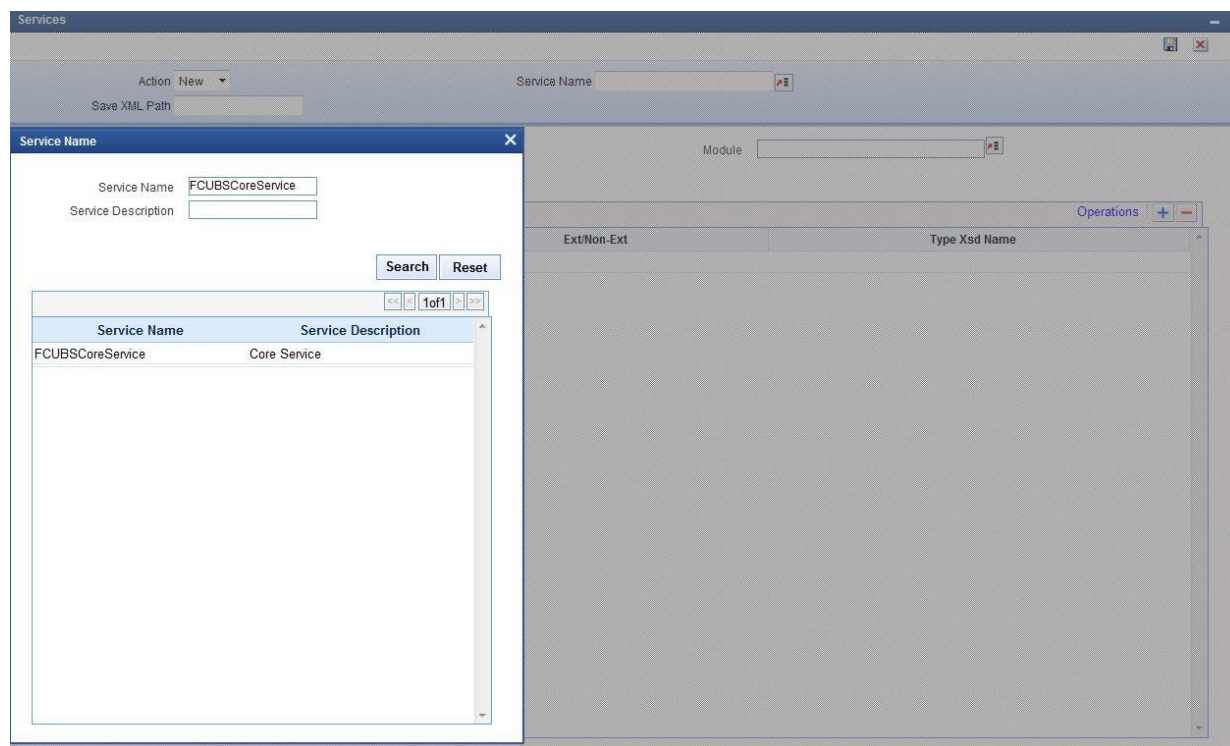 Services
Action New Service Name
Save XML Path
Service Name
Module
Service Name FCUBSCoreService
Service Description
Operations
Ext/Non-Ext Type Xsd Name
Search Reset
<< < 1of1 > >>
Service Name Service Description
FCUBSCoreService Core Service